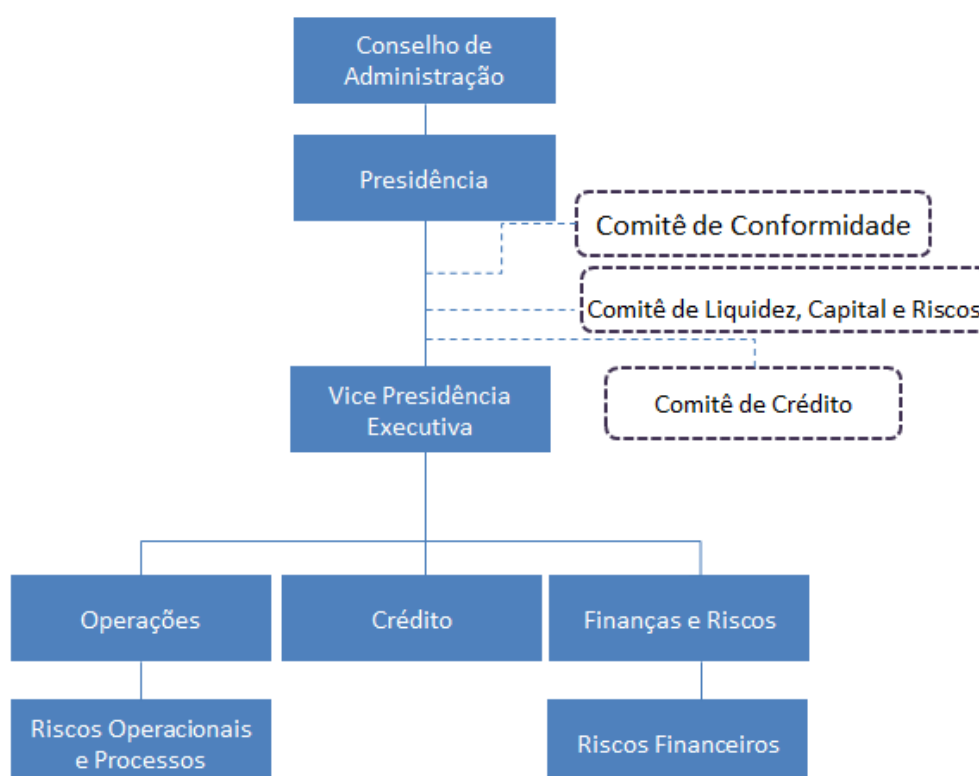 Conselho de
Administração
Presidência
Comitê de Conformidade
Comitê de Liquidez, Capital e Riscos
Vice Presidência
Executiva
Comitê de Crédito
Operações
Crédito
Finanças e Riscos
Riscos Operacionais
e Processos
Riscos Financeiros